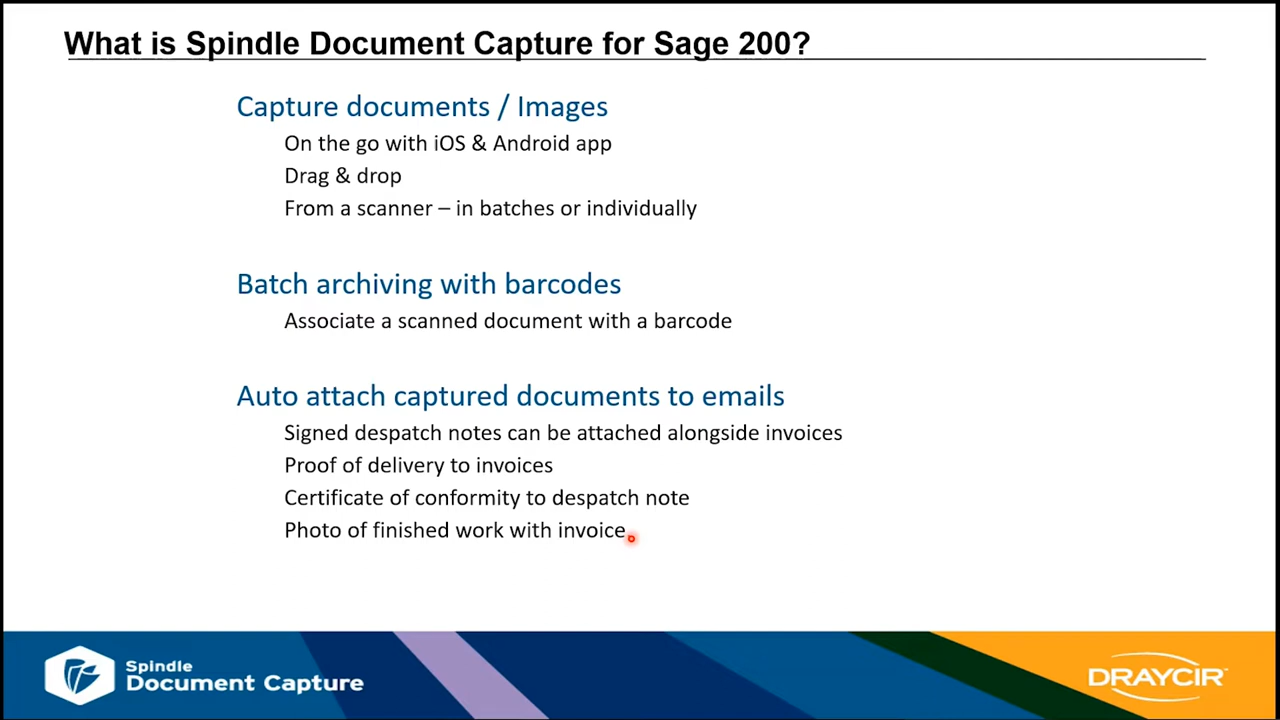 What is Spindle Document Capture for Sage 200?
Capture documents / Images
On the go with iOS & Android app
Drag & drop
From a scanner – in batches or individually
Batch archiving with barcodes
Associate a scanned document with a barcode
Auto attach captured documents to emails
Signed despatch notes can be attached alongside invoices
Proof of delivery to invoices
Certificate of conformity to despatch note
Photo of finished work with invoice
Spindle
Document Capture
DRAYCIR